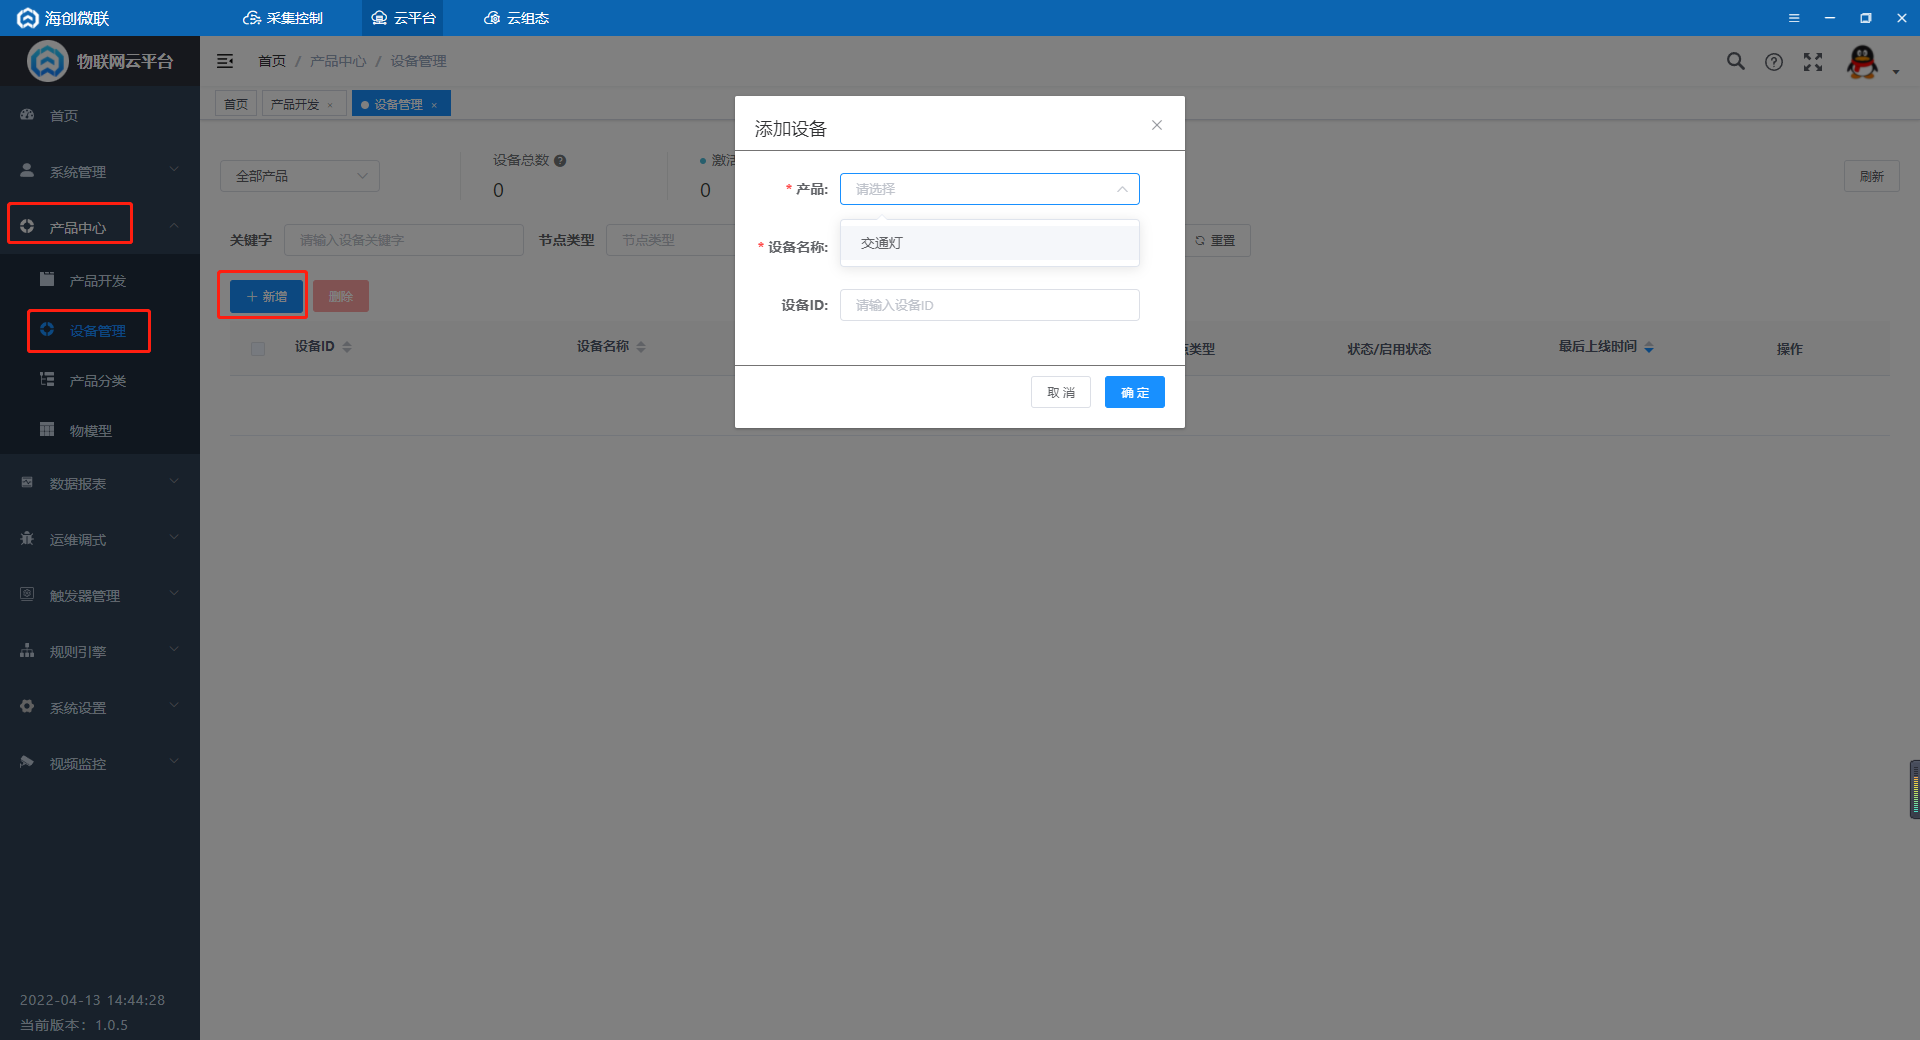 海创微联
采集控制
云平台
云组态
物联网云平台
首页 / 产品中心 / 设备管理
首页
产品开发 ×
设备管理 ×
首页
系统管理
产品中心
产品开发
设备管理
产品分类
物模型
数据报表
运维调式
触发器管理
规则引擎
系统设置
视频监控
2022-04-13 14:44:28
当前版本：1.0.5
全部产品
设备总数
0
激活
0
刷新
关键字
请输入设备关键字
节点类型
节点类型
重置
+ 新增
删除
设备ID
设备名称
类型
状态/启用状态
最后上线时间
操作
添加设备
* 产品:
请选择
交通灯
* 设备名称:
设备ID:
请输入设备ID
取 消
确 定